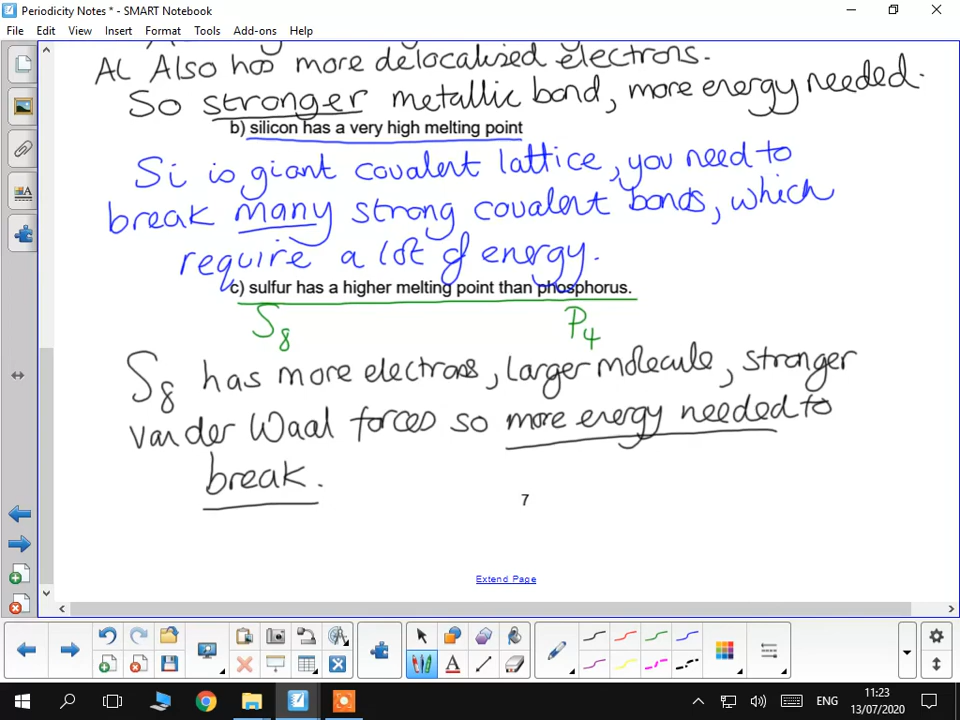 Periodicity Notes * - SMART Notebook
File Edit View Insert Format Tools Add-ons Help
Al Also has more delocalised electrons.
So stronger metallic bond, more energy needed.
b) silicon has a very high melting point
Si is giant covalent lattice, you need to
break many strong covalent bonds, which
require a lot of energy.
c) sulfur has a higher melting point than phosphorus.
S8 P4
S8 has more electrons, larger molecule, stronger
van der Waal forces so more energy needed to
break.
7
Extend Page
ENG
11:23
13/07/2020